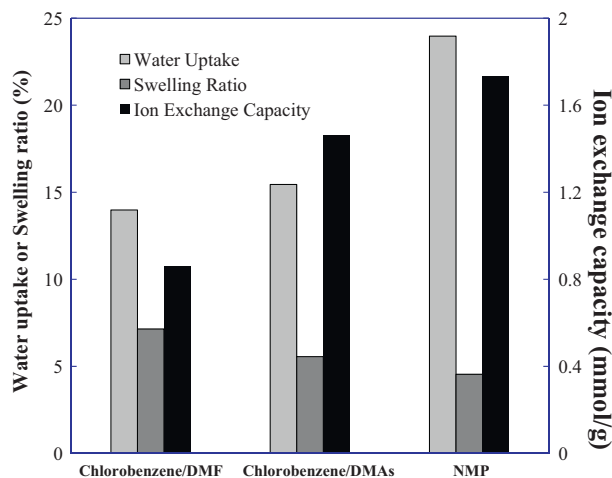 Water uptake or Swelling ratio (%)
25
20
15
10
5
0
Water Uptake
Swelling Ratio
Ion Exchange Capacity
2
1.6
1.2
0.8
0.4
0
Ion exchange capacity (mmol/g)
Chlorobenzene/DMF
Chlorobenzene/DMAs
NMP